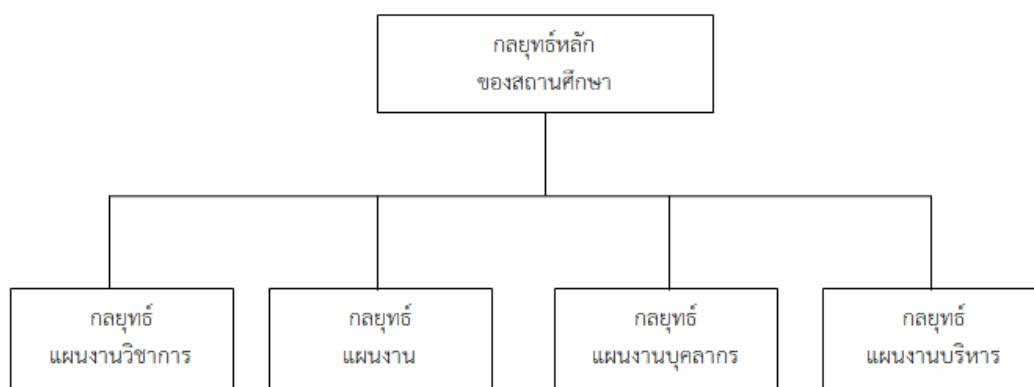 กลยุทธ์หลัก
ของสถานศึกษา
กลยุทธ์
แผนงานวิชาการ
กลยุทธ์
แผนงาน
กลยุทธ์
แผนงานบุคลากร
กลยุทธ์
แผนงานบริหาร